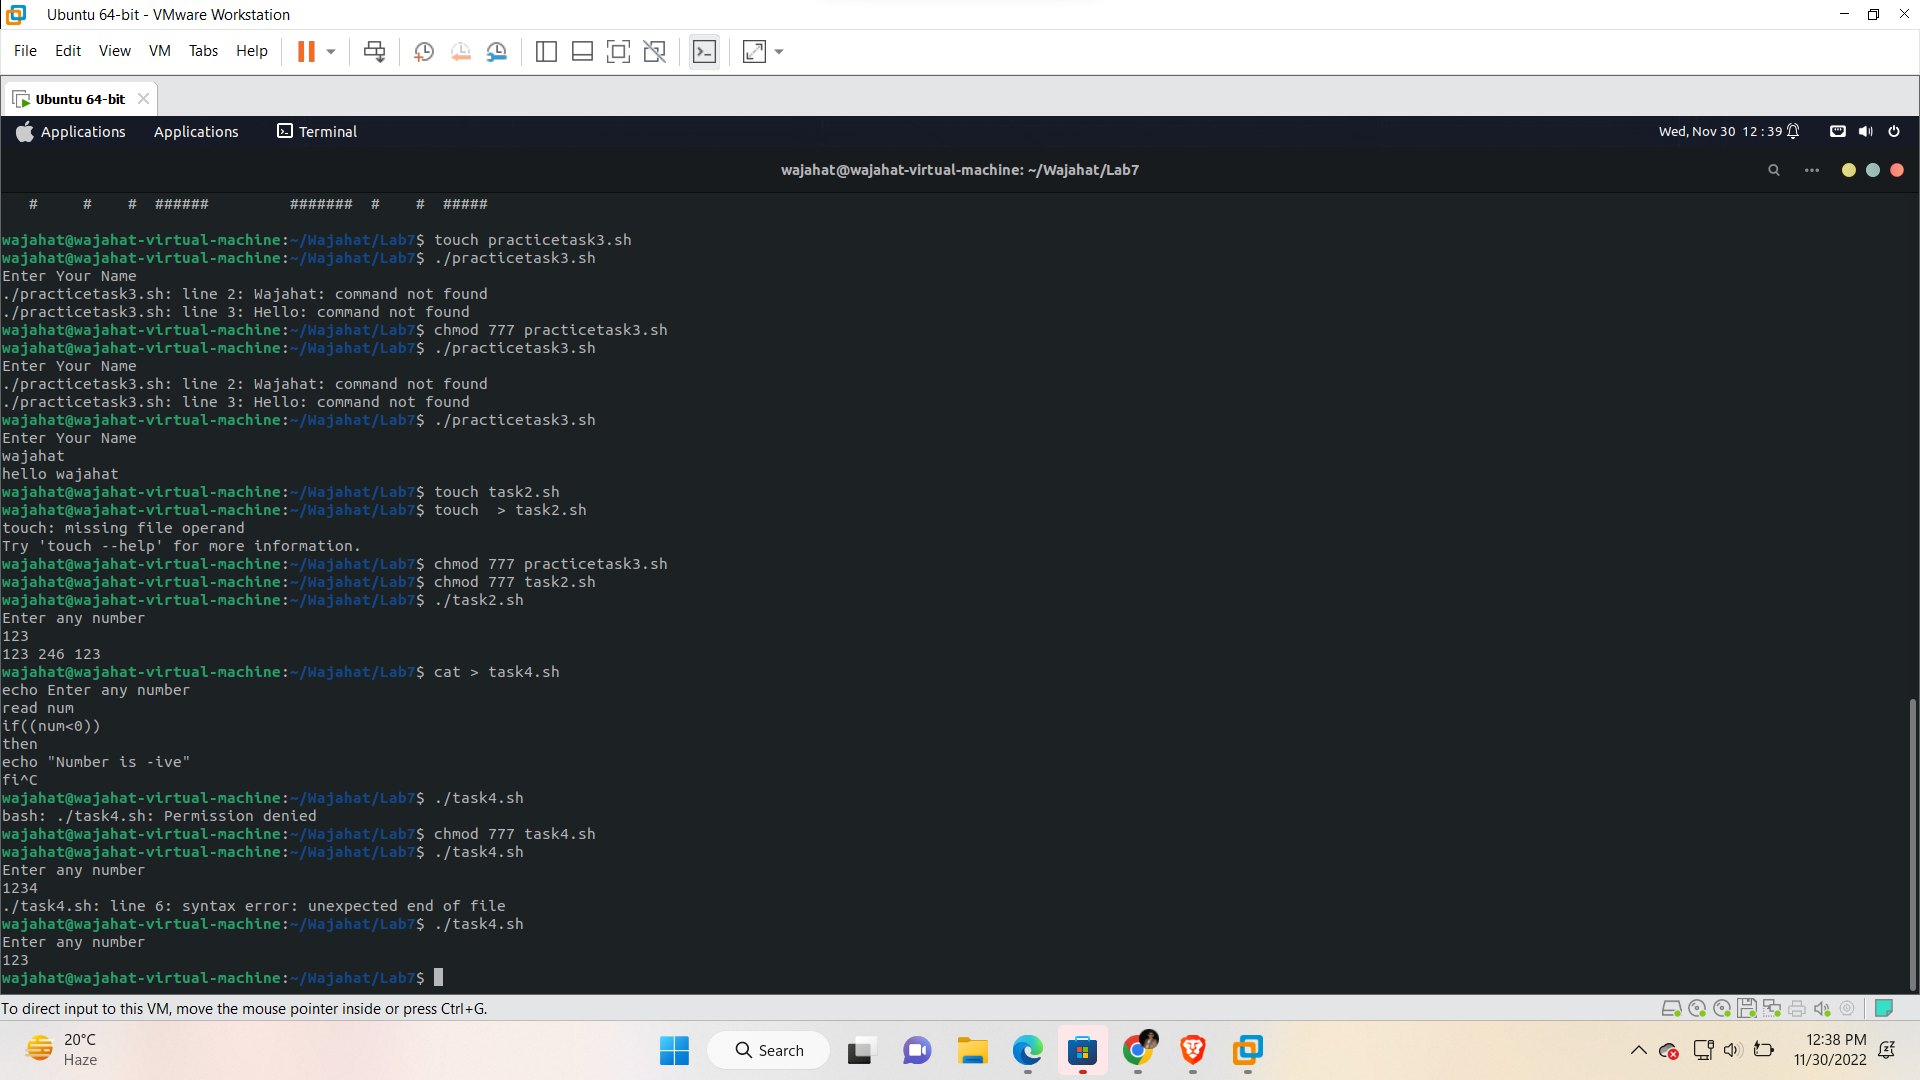 Ubuntu 64-bit - VMware Workstation
File Edit View VM Tabs Help
Ubuntu 64-bit
Applications Applications Terminal Wed, Nov 30 12:39
wajahat@wajahat-virtual-machine: ~/Wajahat/Lab7
# # # ###### ####### # # #####
wajahat@wajahat-virtual-machine:~/Wajahat/Lab7$ touch practicetask3.sh
wajahat@wajahat-virtual-machine:~/Wajahat/Lab7$ ./practicetask3.sh
Enter Your Name
./practicetask3.sh: line 2: Wajahat: command not found
./practicetask3.sh: line 3: Hello: command not found
wajahat@wajahat-virtual-machine:~/Wajahat/Lab7$ chmod 777 practicetask3.sh
wajahat@wajahat-virtual-machine:~/Wajahat/Lab7$ ./practicetask3.sh
Enter Your Name
./practicetask3.sh: line 2: Wajahat: command not found
./practicetask3.sh: line 3: Hello: command not found
wajahat@wajahat-virtual-machine:~/Wajahat/Lab7$ ./practicetask3.sh
Enter Your Name
wajahat
hello wajahat
wajahat@wajahat-virtual-machine:~/Wajahat/Lab7$ touch task2.sh
wajahat@wajahat-virtual-machine:~/Wajahat/Lab7$ touch  > task2.sh
touch: missing file operand
Try 'touch --help' for more information.
wajahat@wajahat-virtual-machine:~/Wajahat/Lab7$ chmod 777 practicetask3.sh
wajahat@wajahat-virtual-machine:~/Wajahat/Lab7$ chmod 777 task2.sh
wajahat@wajahat-virtual-machine:~/Wajahat/Lab7$ ./task2.sh
Enter any number
123
123 246 123
wajahat@wajahat-virtual-machine:~/Wajahat/Lab7$ cat > task4.sh
echo Enter any number
read num
if((num<0))
then
echo "Number is -ive"
fi^C
wajahat@wajahat-virtual-machine:~/Wajahat/Lab7$ ./task4.sh
bash: ./task4.sh: Permission denied
wajahat@wajahat-virtual-machine:~/Wajahat/Lab7$ chmod 777 task4.sh
wajahat@wajahat-virtual-machine:~/Wajahat/Lab7$ ./task4.sh
Enter any number
1234
./task4.sh: line 6: syntax error: unexpected end of file
wajahat@wajahat-virtual-machine:~/Wajahat/Lab7$ ./task4.sh
Enter any number
123
wajahat@wajahat-virtual-machine:~/Wajahat/Lab7$
To direct input to this VM, move the mouse pointer inside or press Ctrl+G.
20°C
Haze
Search
12:38 PM
11/30/2022